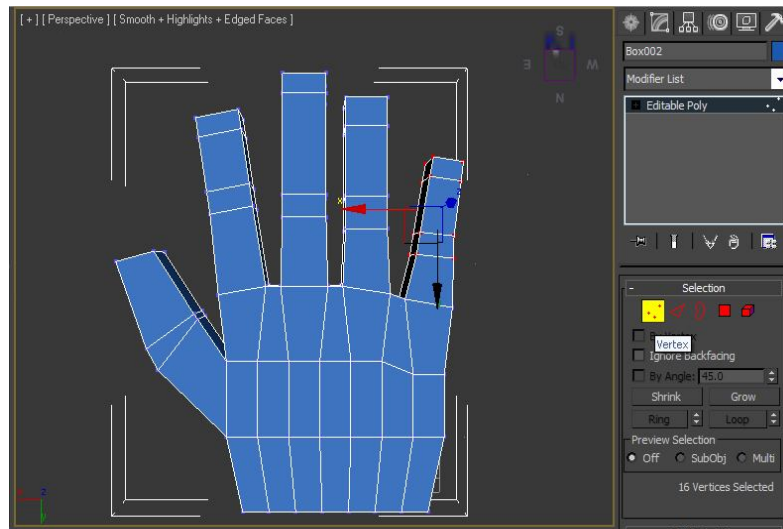 [ + ] [ Perspective ] [ Smooth + Highlights + Edged Faces ]
S
E
W
N
x
x
z
y
Box002
Modifier List
Editable Poly
- Selection
Vertex
Ignore Backfacing
By Angle: 45.0
Shrink Grow
Ring Loop
Preview Selection
Off SubObj Multi
16 Vertices Selected